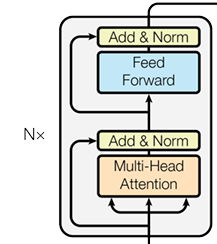 Add & Norm
Feed
Forward
N×
Add & Norm
Multi-Head
Attention